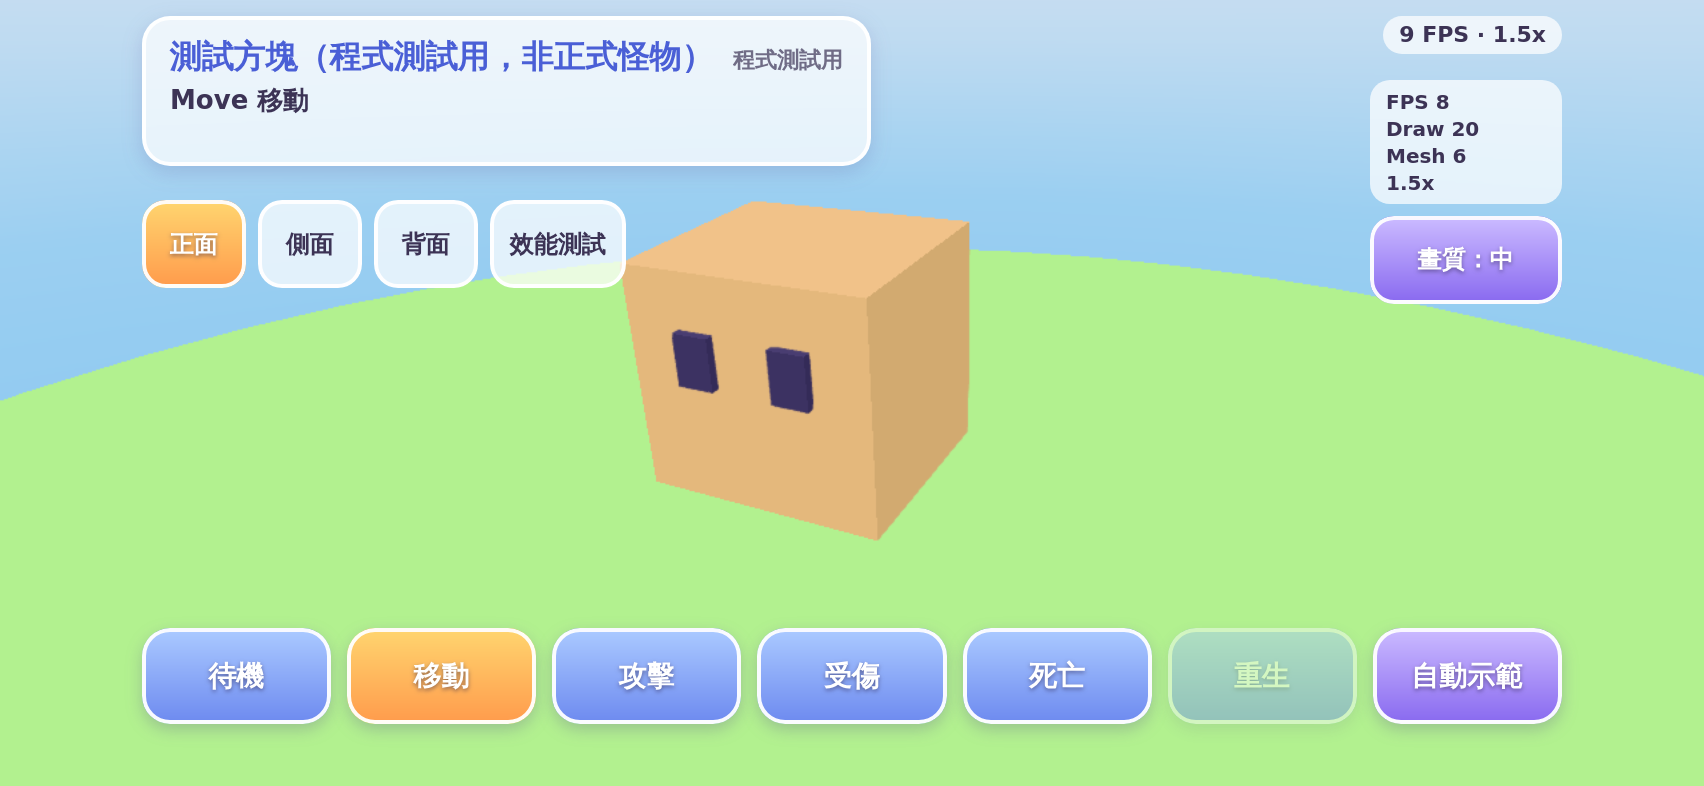 測試方塊（程式測試用，非正式怪物） 程式測試用
Move 移動
9 FPS · 1.5x
FPS 8
Draw 20
Mesh 6
1.5x
正面
側面
背面
效能測試
畫質：中
待機
移動
攻擊
受傷
死亡
重生
自動示範